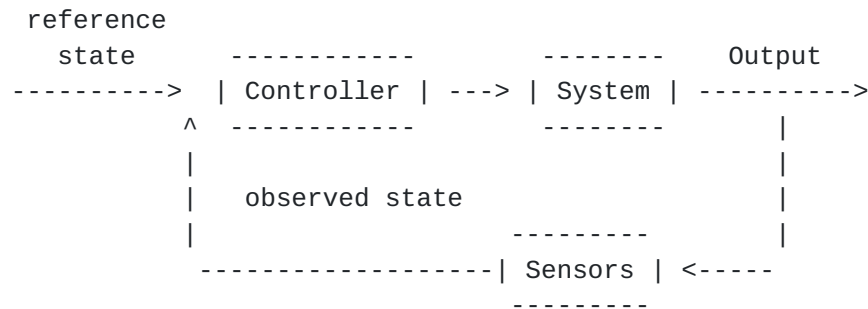 reference
state ------------ -------- Output
----------> | Controller | ---> | System | ---------->
^ ------------ -------- |
| |
| observed state |
| --------- |
-------------------| Sensors | <-----
---------